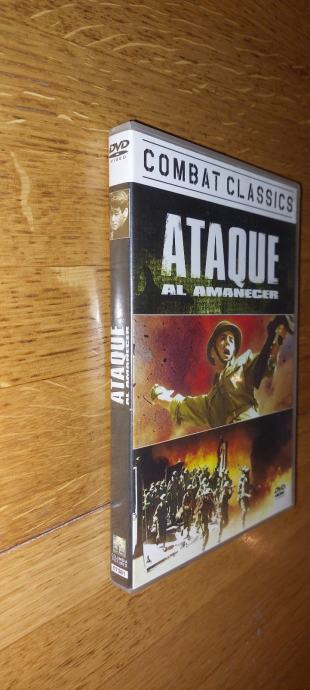 DVD
VIDEO
COMBAT CLASSICS
ATAQUE
AL AMANECER
ATAQUE
AL AMANECER
DVD